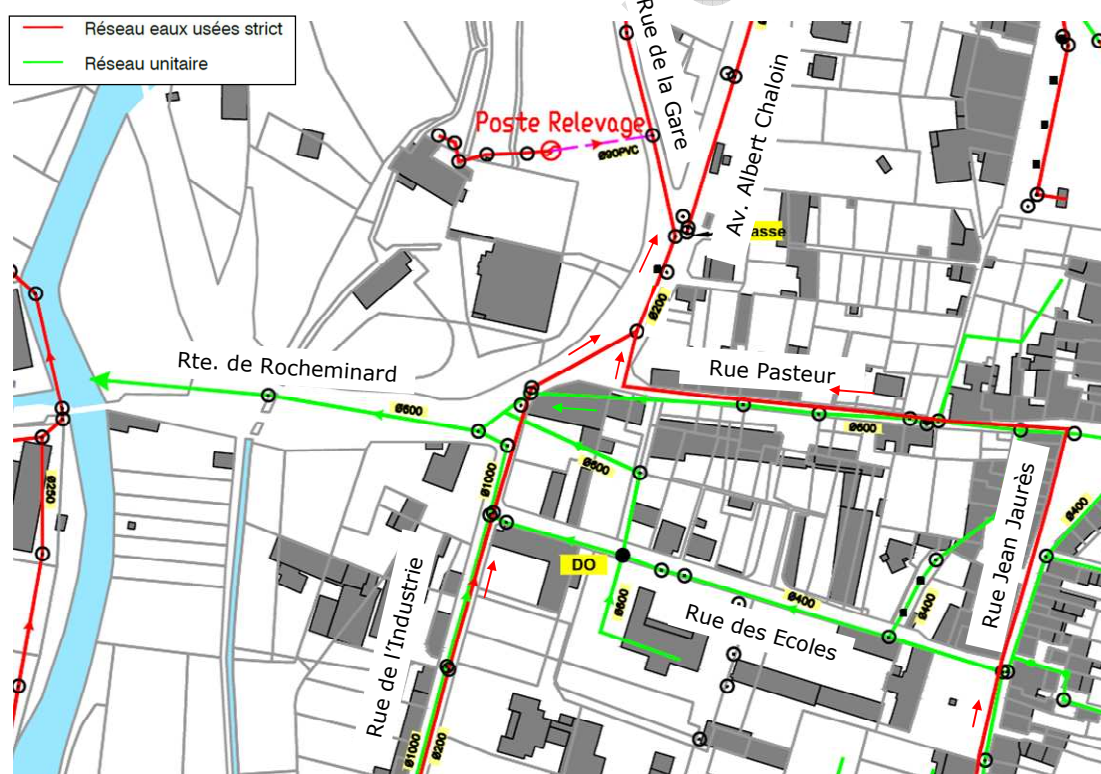 Réseau eaux usées strict
Réseau unitaire
Rue de la Gare
Av. Albert Chaloin
Poste Relevage
Ø90PVC
asse
Ø200
Rte. de Rocheminard
Rue Pasteur
Ø600
Ø600
Ø600
Ø250
Ø1000
Rue Jean Jaurès
Ø400
DO
Ø600
Ø400
Ø400
Rue des Ecoles
Rue de l'Industrie
Ø1000
Ø200